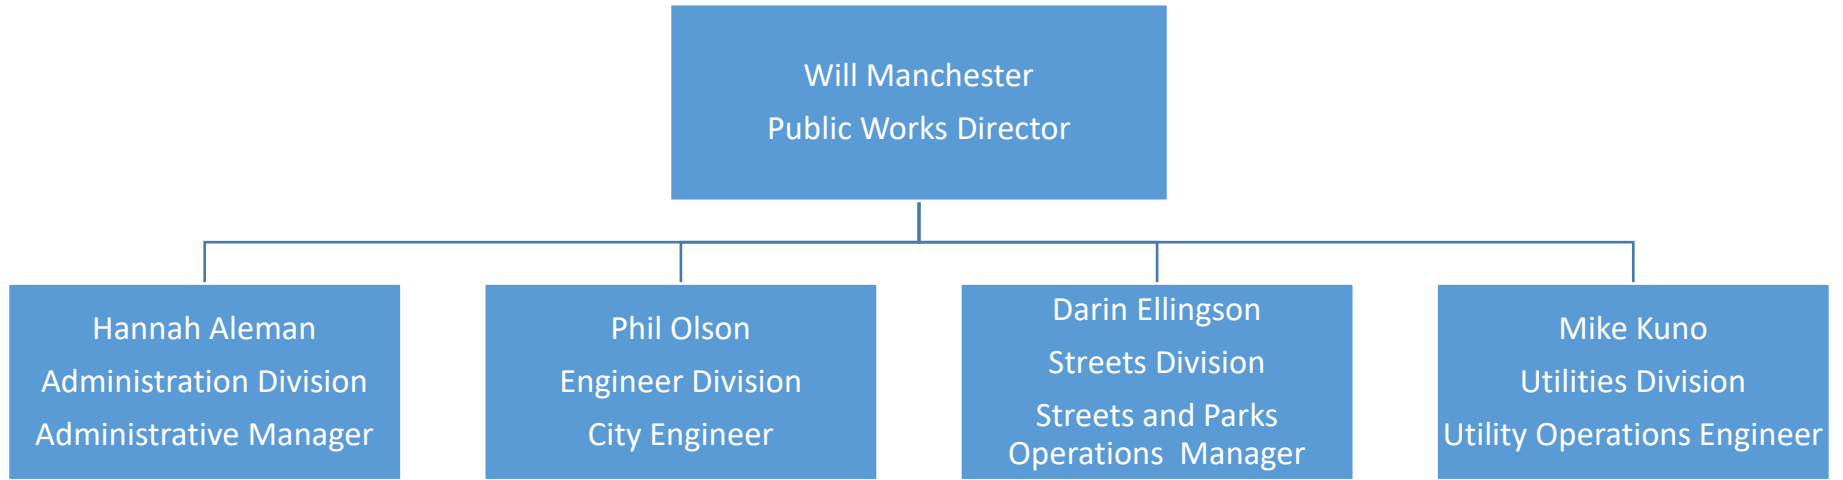 Will Manchester
Public Works Director
Hannah Aleman
Administration Division
Administrative Manager
Phil Olson
Engineer Division
City Engineer
Darin Ellingson
Streets Division
Streets and Parks
Operations  Manager
Mike Kuno
Utilities Division
Utility Operations Engineer